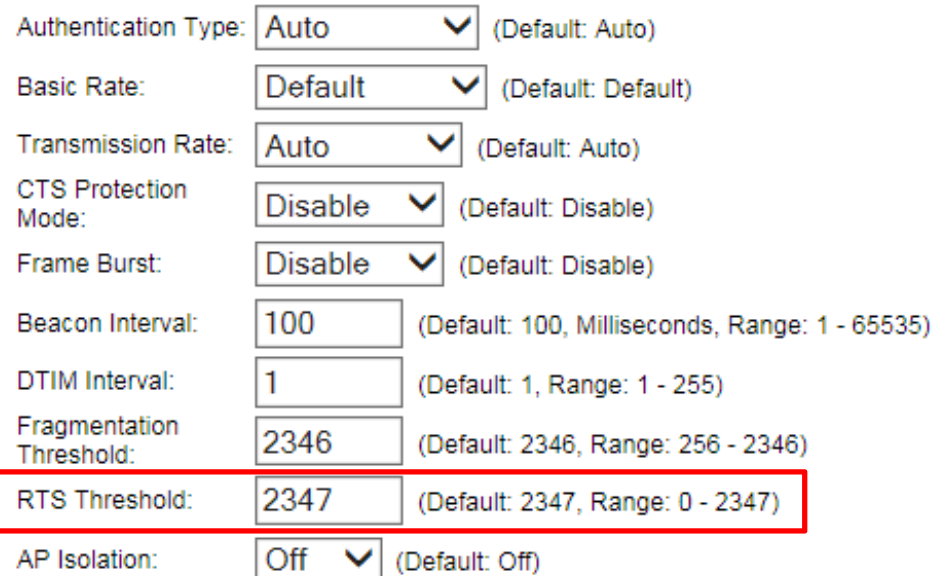 Authentication Type: Auto (Default: Auto)
Basic Rate: Default (Default: Default)
Transmission Rate: Auto (Default: Auto)
CTS Protection
Mode: Disable (Default: Disable)
Frame Burst: Disable (Default: Disable)
Beacon Interval: 100 (Default: 100, Milliseconds, Range: 1 - 65535)
DTIM Interval: 1 (Default: 1, Range: 1 - 255)
Fragmentation
Threshold: 2346 (Default: 2346, Range: 256 - 2346)
RTS Threshold: 2347 (Default: 2347, Range: 0 - 2347)
AP Isolation: Off (Default: Off)